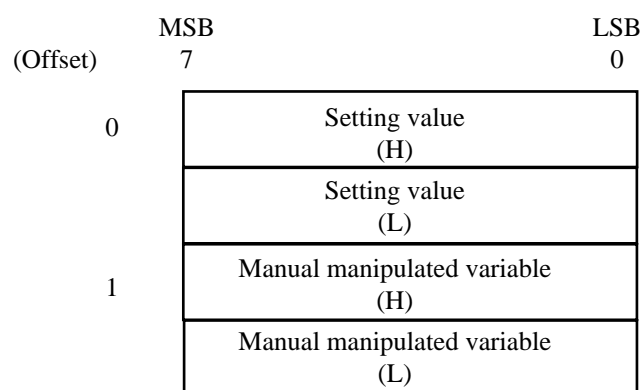 MSB LSB
(Offset) 7 0
0 Setting value
(H)
Setting value
(L)
1 Manual manipulated variable
(H)
Manual manipulated variable
(L)